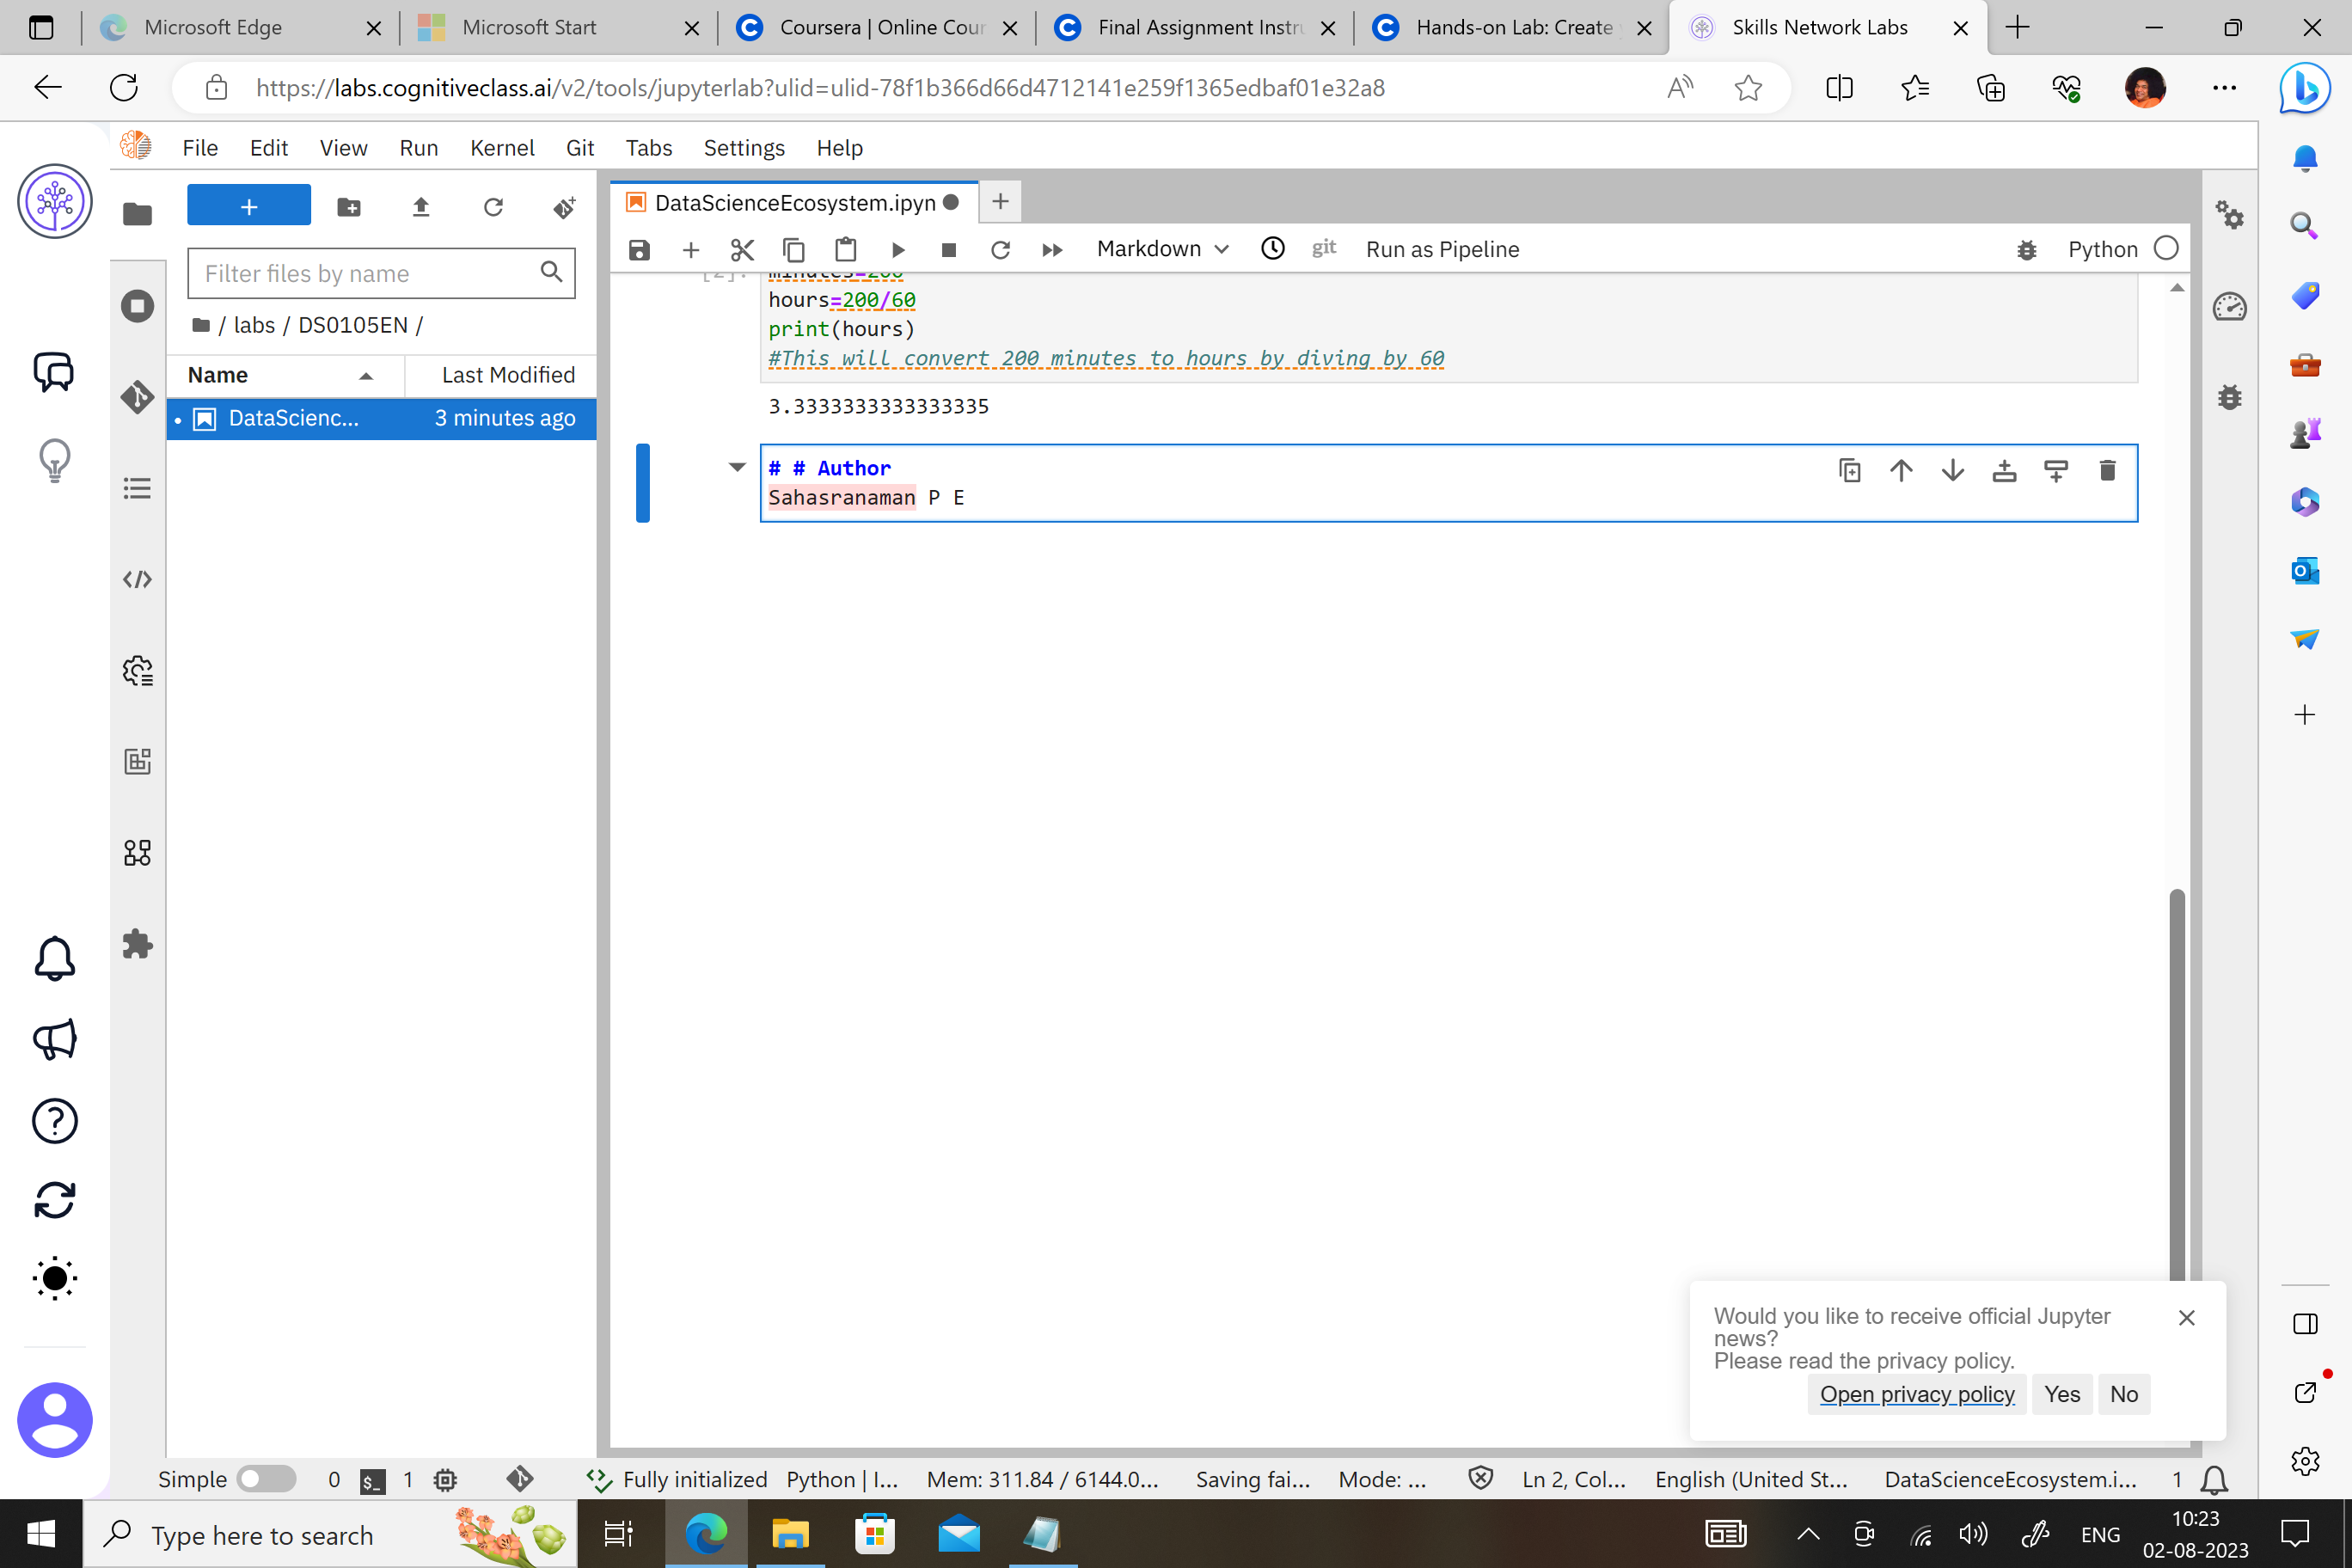 Microsoft Edge
Microsoft Start
Coursera | Online Cour
Final Assignment Instru
Hands-on Lab: Create
Skills Network Labs
https://labs.cognitiveclass.ai/v2/tools/jupyterlab?ulid=ulid-78f1b366d66d4712141e259f1365edbaf01e32a8
File Edit View Run Kernel Git Tabs Settings Help
DataScienceEcosystem.ipyn
Markdown
git
Run as Pipeline
Python
Filter files by name
/ labs / DS0105EN /
Name
Last Modified
DataScienc...
3 minutes ago
[2]:
minutes=200
hours=200/60
print(hours)
#This will convert 200 minutes to hours by diving by 60
3.3333333333333335
# # Author
Sahasranaman P E
Would you like to receive official Jupyter
news?
Please read the privacy policy.
Open privacy policy
Yes
No
Simple
0
$_
1
Fully initialized
Python | I...
Mem: 311.84 / 6144.0...
Saving fai...
Mode: ...
Ln 2, Col...
English (United St...
DataScienceEcosystem.i...
1
Type here to search
ENG
10:23
02-08-2023